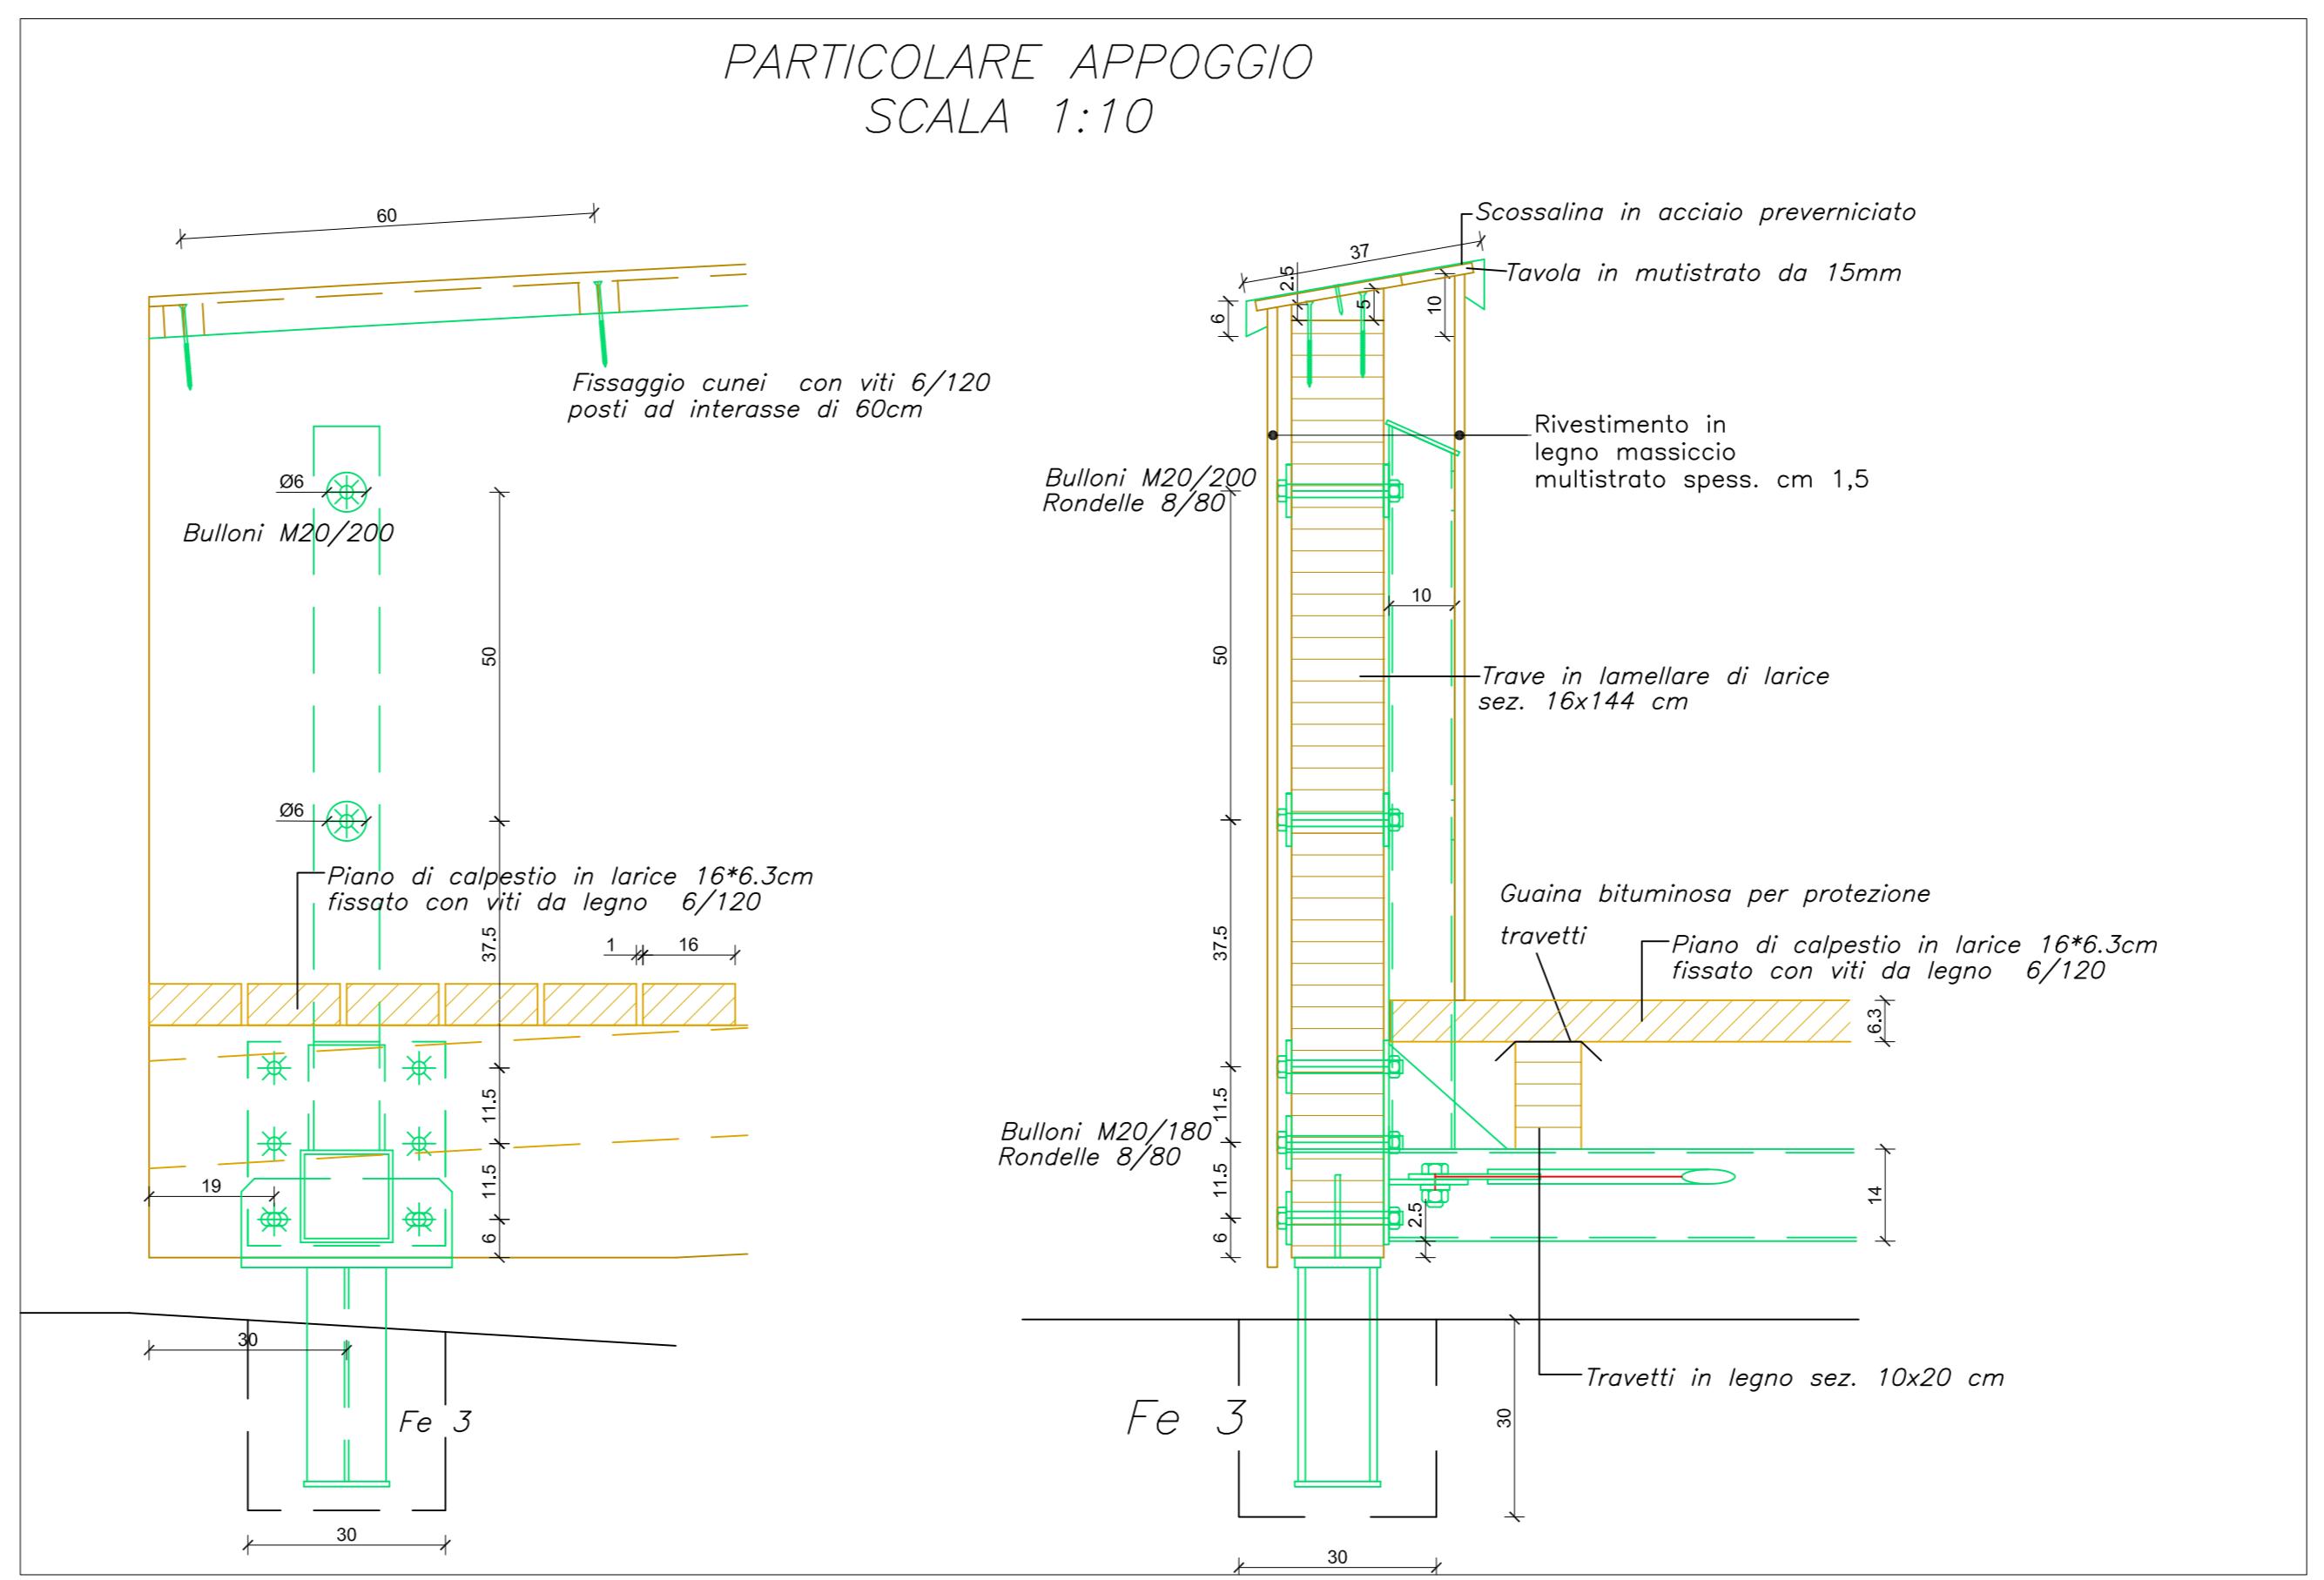 PARTICOLARE APPOGGIO
SCALA 1:10
60
Fissaggio cunei con viti 6/120
posti ad interasse di 60cm
Ø6
Bulloni M20/200
50
Ø6
Piano di calpestio in larice 16*6.3cm
fissato con viti da legno 6/120
37.5
1
16
11.5
11.5
19
6
30
Fe 3
30
Scossalina in acciaio preverniciato
37
Tavola in mutistrato da 15mm
2.5
6
5
10
Rivestimento in
legno massiccio
multistrato spess. cm 1,5
Bulloni M20/200
Rondelle 8/80
10
50
Trave in lamellare di larice
sez. 16x144 cm
Guaina bituminosa per protezione
travetti
Piano di calpestio in larice 16*6.3cm
fissato con viti da legno 6/120
37.5
6.3
11.5
Bulloni M20/180
Rondelle 8/80
11.5
14
2.5
6
Travetti in legno sez. 10x20 cm
Fe 3
30
30